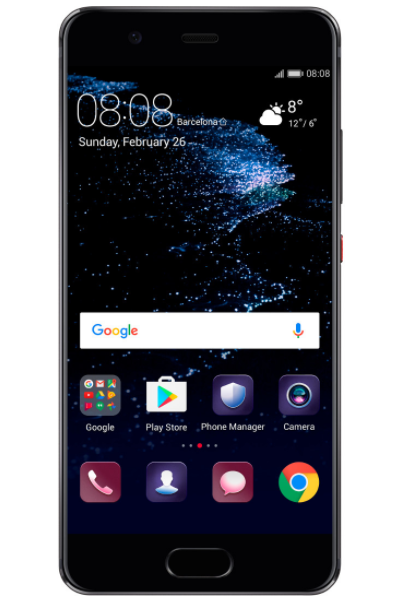 08:08
08:08
Barcelona
8°
12°/ 6°
Sunday, February 26
Google
Google
Play Store
Phone Manager
Camera